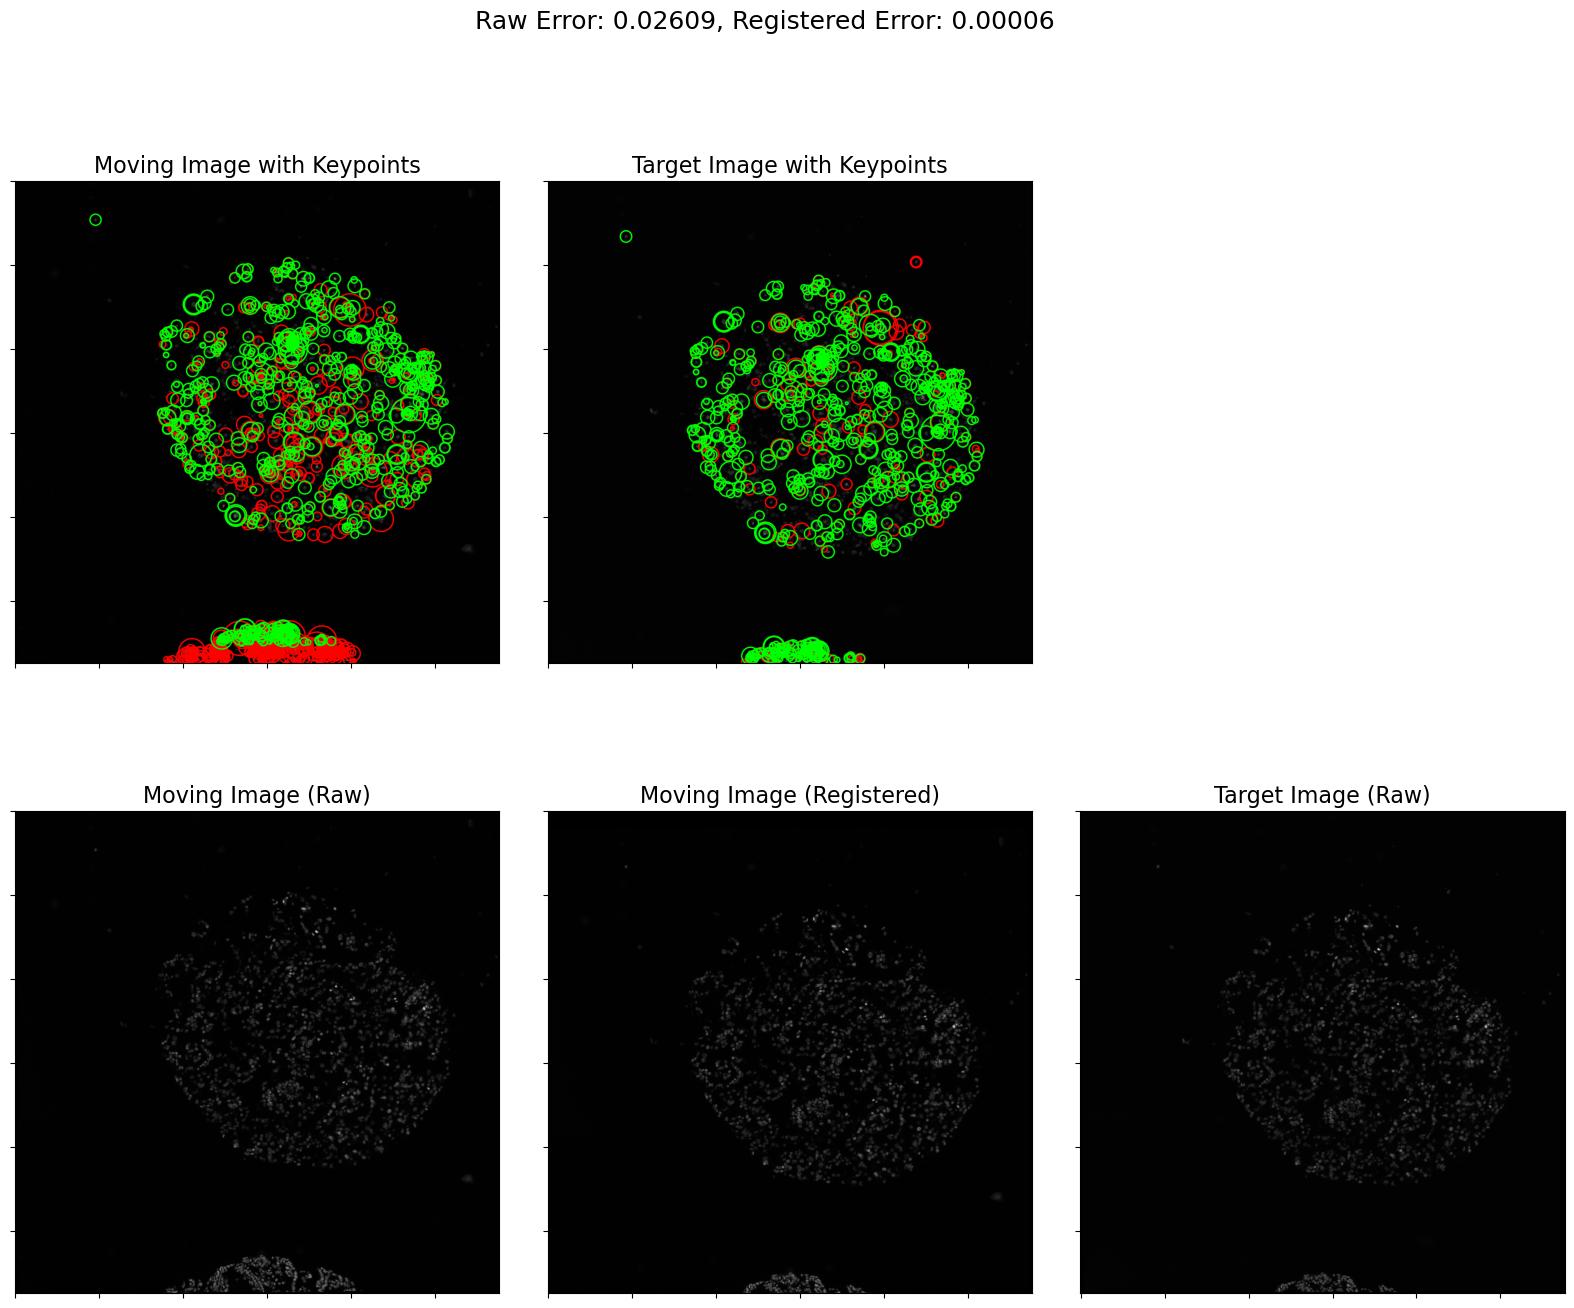 Raw Error: 0.02609, Registered Error: 0.00006
Moving Image with Keypoints
Target Image with Keypoints
Moving Image (Raw)
Moving Image (Registered)
Target Image (Raw)